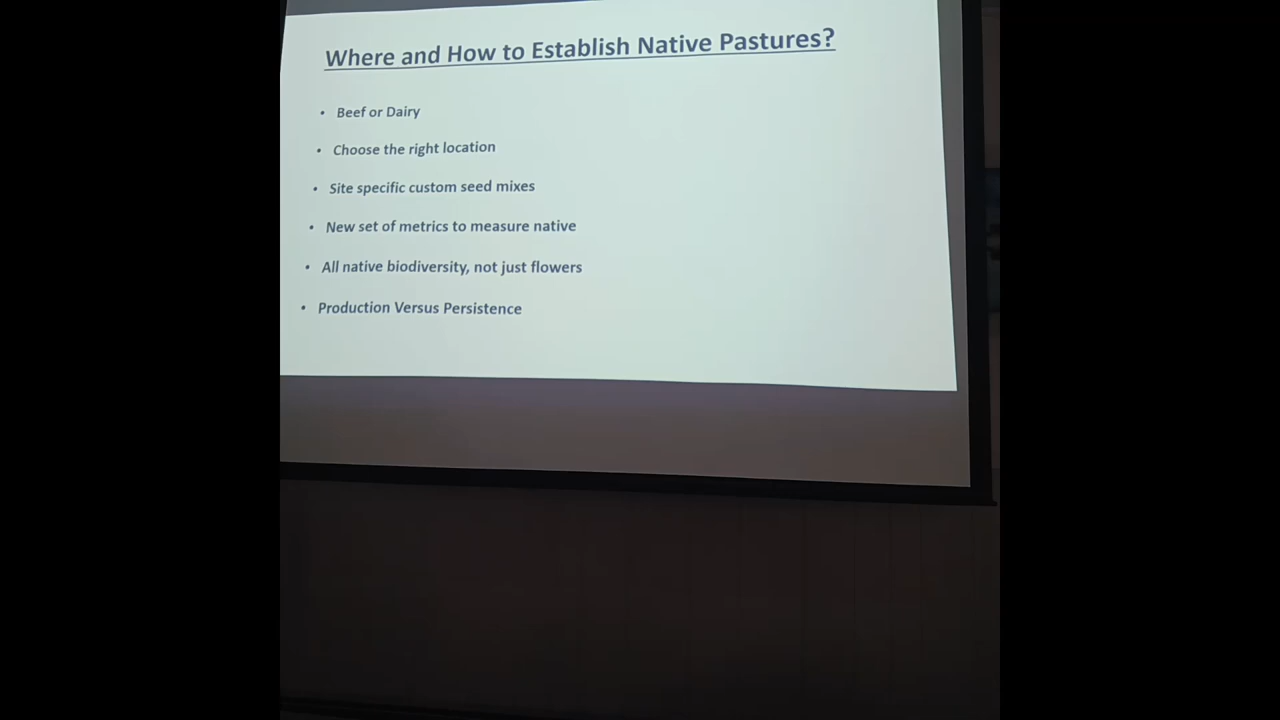 Where and How to Establish Native Pastures?
• Beef or Dairy
• Choose the right location
• Site specific custom seed mixes
• New set of metrics to measure native
• All native biodiversity, not just flowers
• Production Versus Persistence